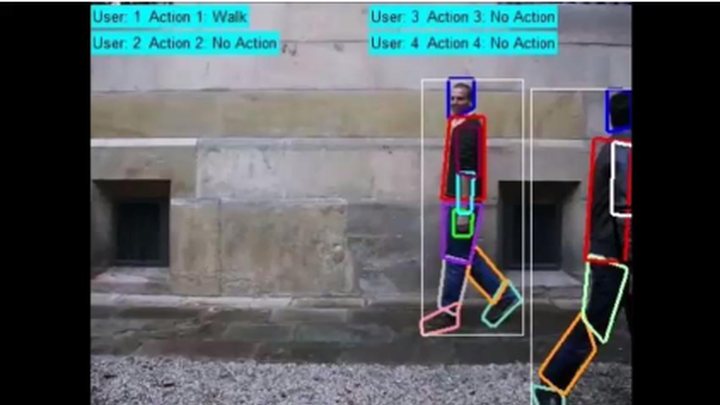 User: 1 Action 1: Walk
User: 2 Action 2: No Action
User: 3 Action 3: No Action
User: 4 Action 4: No Action